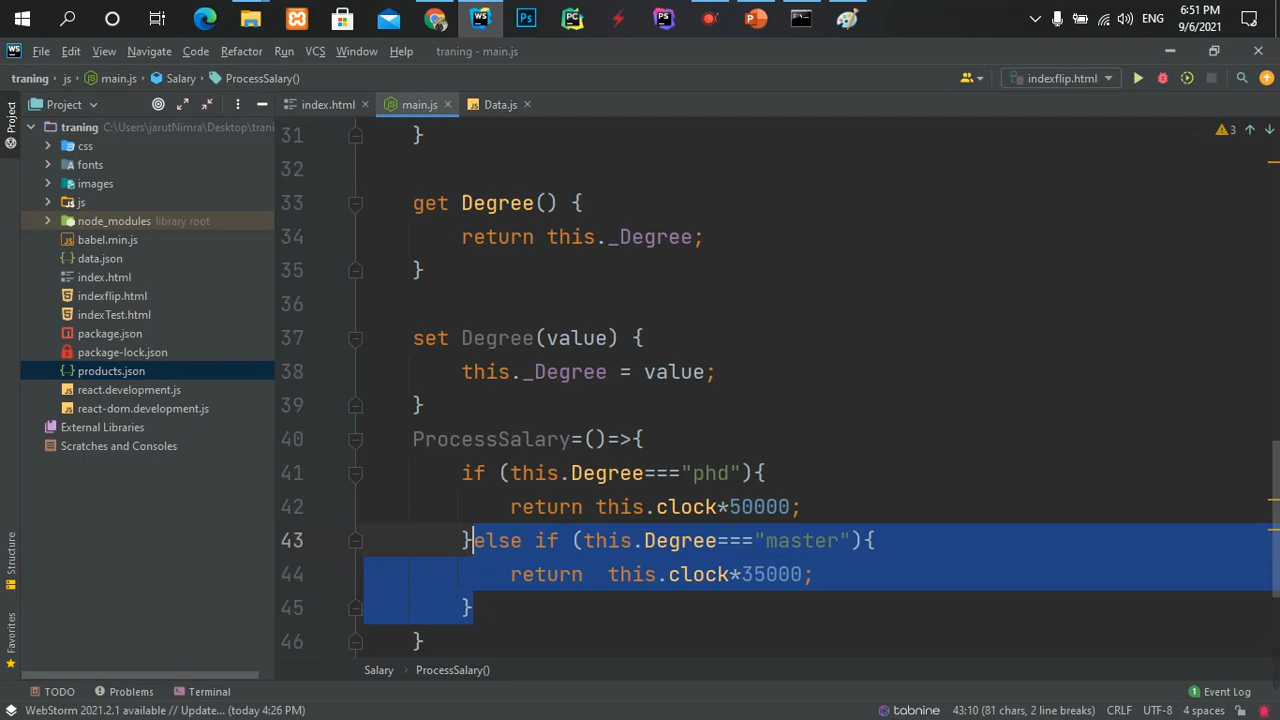 ENG
6:51 PM
9/6/2021
WS
Ps
PC
PS
WS File Edit View Navigate Code Refactor Run VCS Window Help traning - main.js
traning js main.js Salary ProcessSalary() indexflip.html
Project
index.html main.js Data.js
traning C:\Users\jarutNimra\Desktop\trani
css
fonts
images
js
node_modules library root
babel.min.js
data.json
index.html
indexflip.html
indexTest.html
package.json
package-lock.json
products.json
react.development.js
react-dom.development.js
External Libraries
Scratches and Consoles
Project
Structure
Favorites
3
31 }
32
33 get Degree() {
34 return this._Degree;
35 }
36
37 set Degree(value) {
38 this._Degree = value;
39 }
40 ProcessSalary=()=>{
41 if (this.Degree==="phd"){
42 return this.clock*50000;
43 }else if (this.Degree==="master"){
44 return  this.clock*35000;
45 }
46 }
Salary ProcessSalary()
TODO Problems Terminal Event Log
WebStorm 2021.2.1 available // Update... (today 4:26 PM) tabnine 43:10 (81 chars, 2 line breaks) CRLF UTF-8 4 spaces